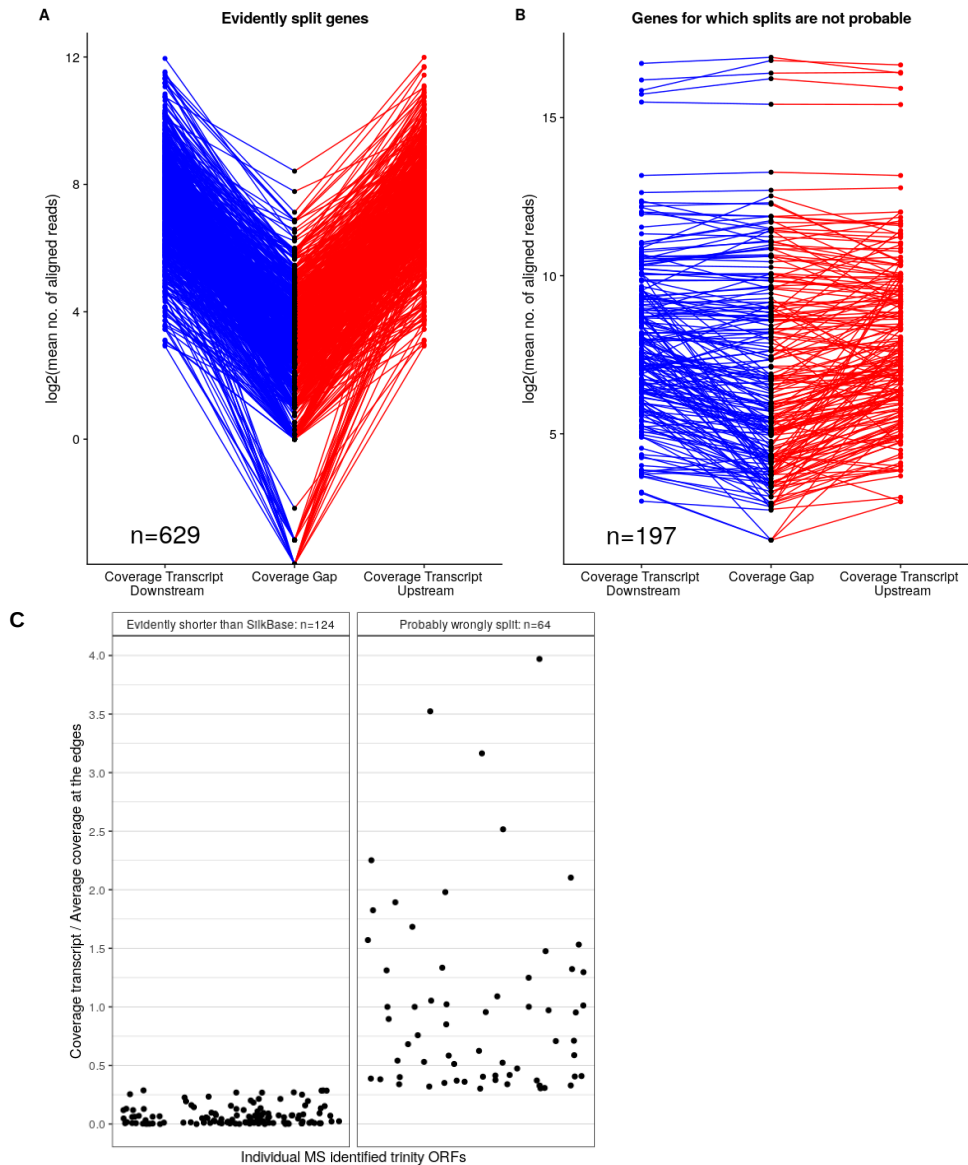 A
Evidently split genes
log2(mean no. of aligned reads)
12
8
4
0
n=629
Coverage Transcript
Downstream
Coverage Gap
Coverage Transcript
Upstream
B
Genes for which splits are not probable
log2(mean no. of aligned reads)
15
10
5
n=197
Coverage Transcript
Downstream
Coverage Gap
Coverage Transcript
Upstream
C
Evidently shorter than SilkBase: n=124
Probably wrongly split: n=64
Coverage transcript / Average coverage at the edges
4.0
3.5
3.0
2.5
2.0
1.5
1.0
0.5
0.0
Individual MS identified trinity ORFs